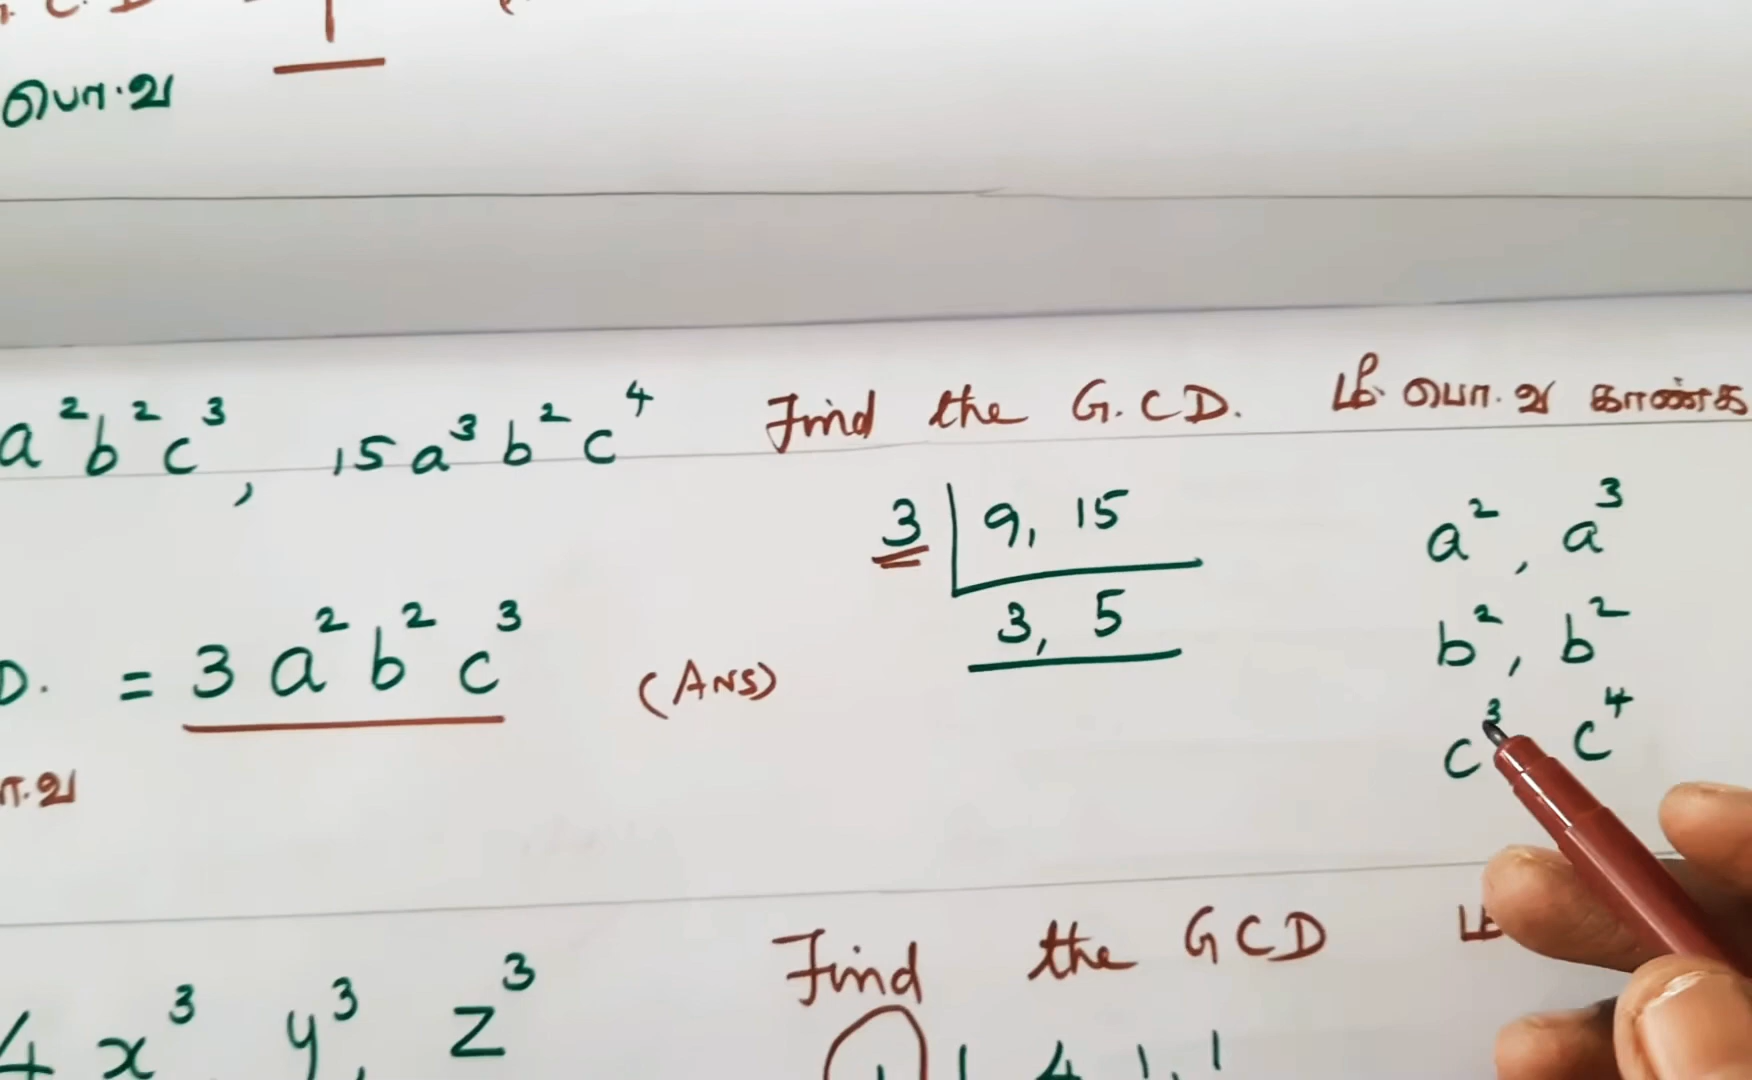 G.C.D
பொ.வ
a²b²c³, 15a³b²c⁴ Find the G.C.D. மீ.பொ.வ காண்க
3 | 9, 15
3, 5
a², a³
b², b²
c³ c⁴
D. = 3a²b²c³ (Ans)
ா.வ
Find the GCD
4x³ y³, z³